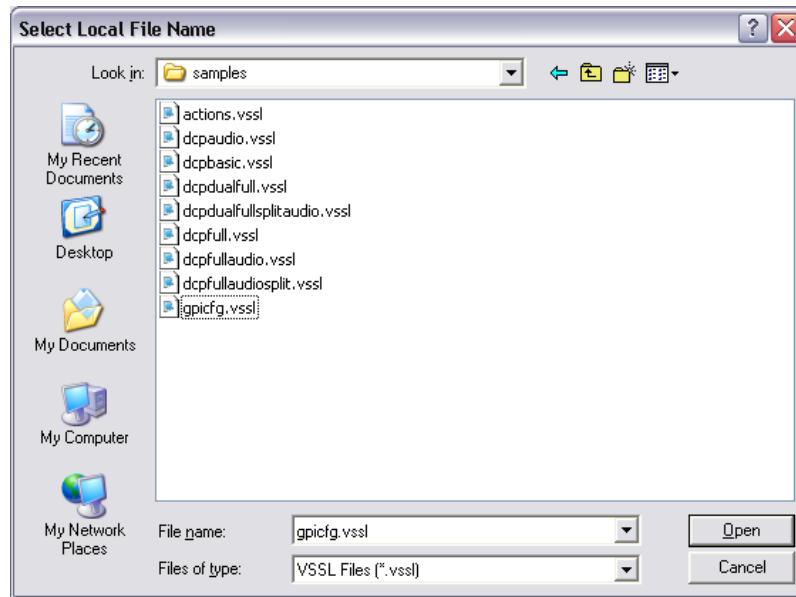 Select Local File Name
Look in: samples
actions.vssl
dcpaudio.vssl
dcpbasic.vssl
dcpdualfull.vssl
dcpdualfullsplitaudio.vssl
dcpfull.vssl
dcpfullaudio.vssl
dcpfullaudiosplit.vssl
gpicfg.vssl
My Recent
Documents
Desktop
My Documents
My Computer
My Network
Places
File name: gpicfg.vssl
Open
Files of type: VSSL Files (*.vssl)
Cancel